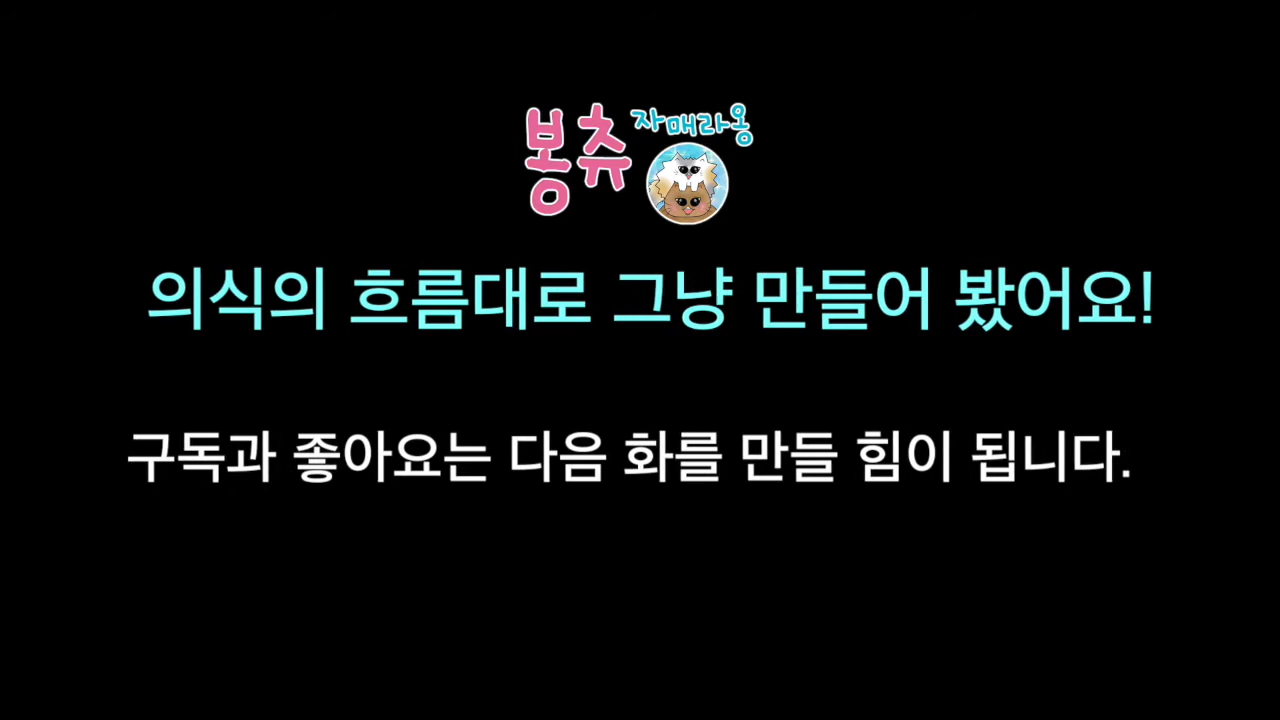 봉츄 자매라옹
의식의 흐름대로 그냥 만들어 봤어요!
구독과 좋아요는 다음 화를 만들 힘이 됩니다.